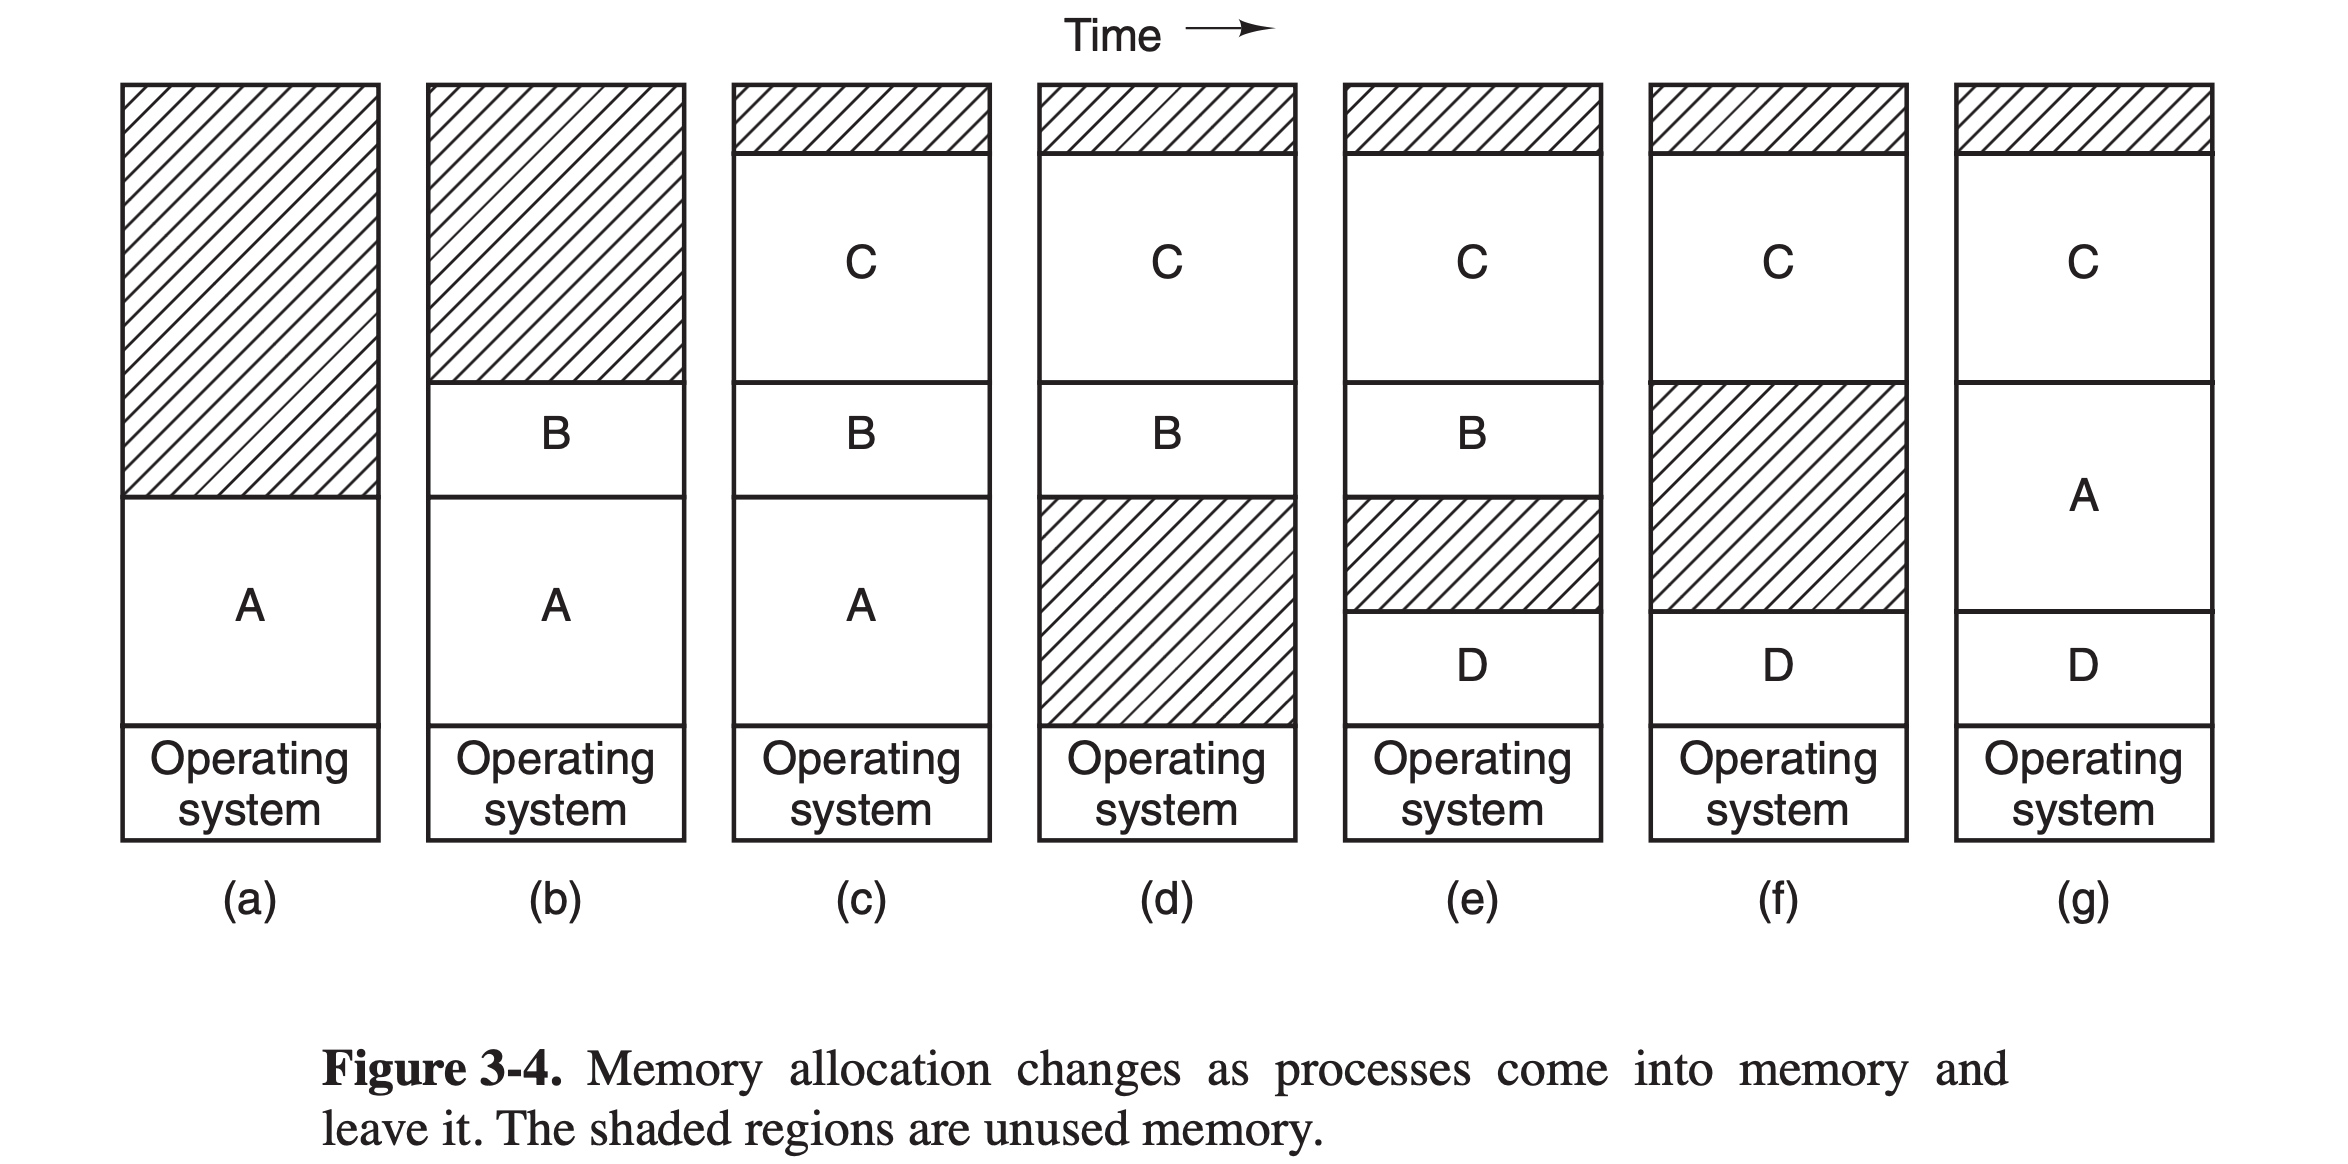 Time
C
C
C
C
C
B
B
B
B
A
A
A
A
D
D
D
Operating
system
Operating
system
Operating
system
Operating
system
Operating
system
Operating
system
Operating
system
(a)
(b)
(c)
(d)
(e)
(f)
(g)
Figure 3-4. Memory allocation changes as processes come into memory and
leave it. The shaded regions are unused memory.